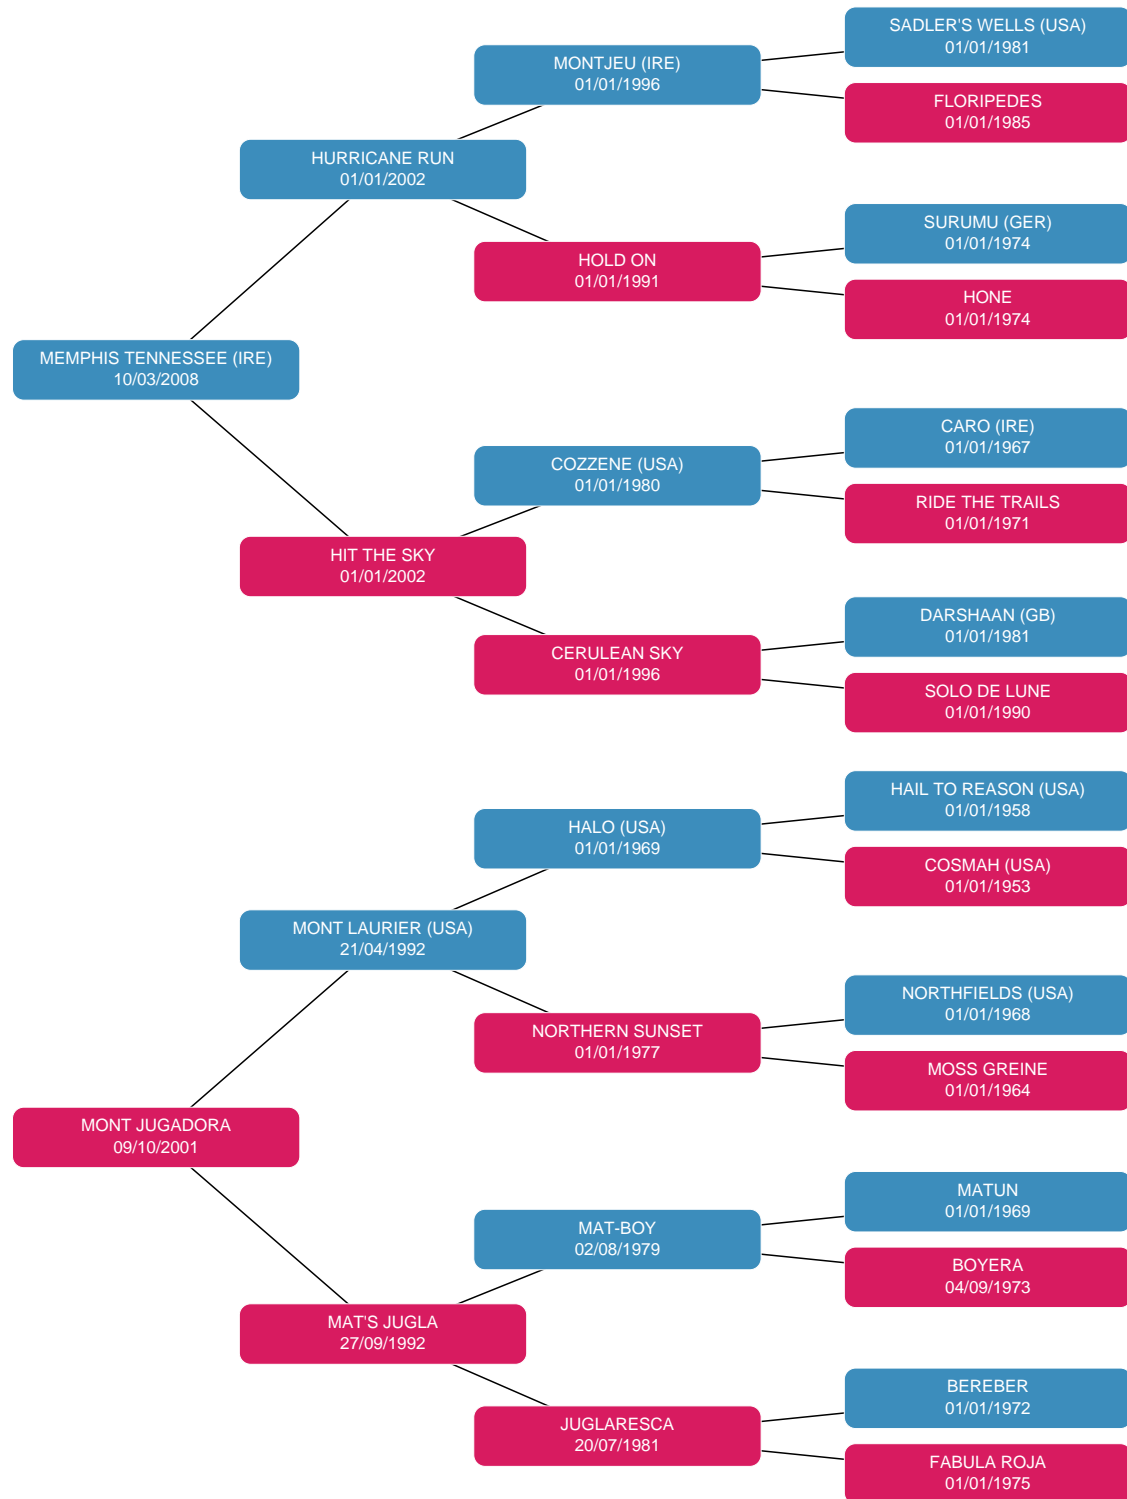 SADLER'S WELLS (USA)
01/01/1981
MONTJEU (IRE)
01/01/1996
FLORIPEDES
01/01/1985
HURRICANE RUN
01/01/2002
SURUMU (GER)
01/01/1974
HOLD ON
01/01/1991
HONE
01/01/1974
MEMPHIS TENNESSEE (IRE)
10/03/2008
CARO (IRE)
01/01/1967
COZZENE (USA)
01/01/1980
RIDE THE TRAILS
01/01/1971
HIT THE SKY
01/01/2002
DARSHAAN (GB)
01/01/1981
CERULEAN SKY
01/01/1996
SOLO DE LUNE
01/01/1990
HAIL TO REASON (USA)
01/01/1958
HALO (USA)
01/01/1969
COSMAH (USA)
01/01/1953
MONT LAURIER (USA)
21/04/1992
NORTHFIELDS (USA)
01/01/1968
NORTHERN SUNSET
01/01/1977
MOSS GREINE
01/01/1964
MONT JUGADORA
09/10/2001
MATUN
01/01/1969
MAT-BOY
02/08/1979
BOYERA
04/09/1973
MAT'S JUGLA
27/09/1992
BEREBER
01/01/1972
JUGLARESCA
20/07/1981
FABULA ROJA
01/01/1975